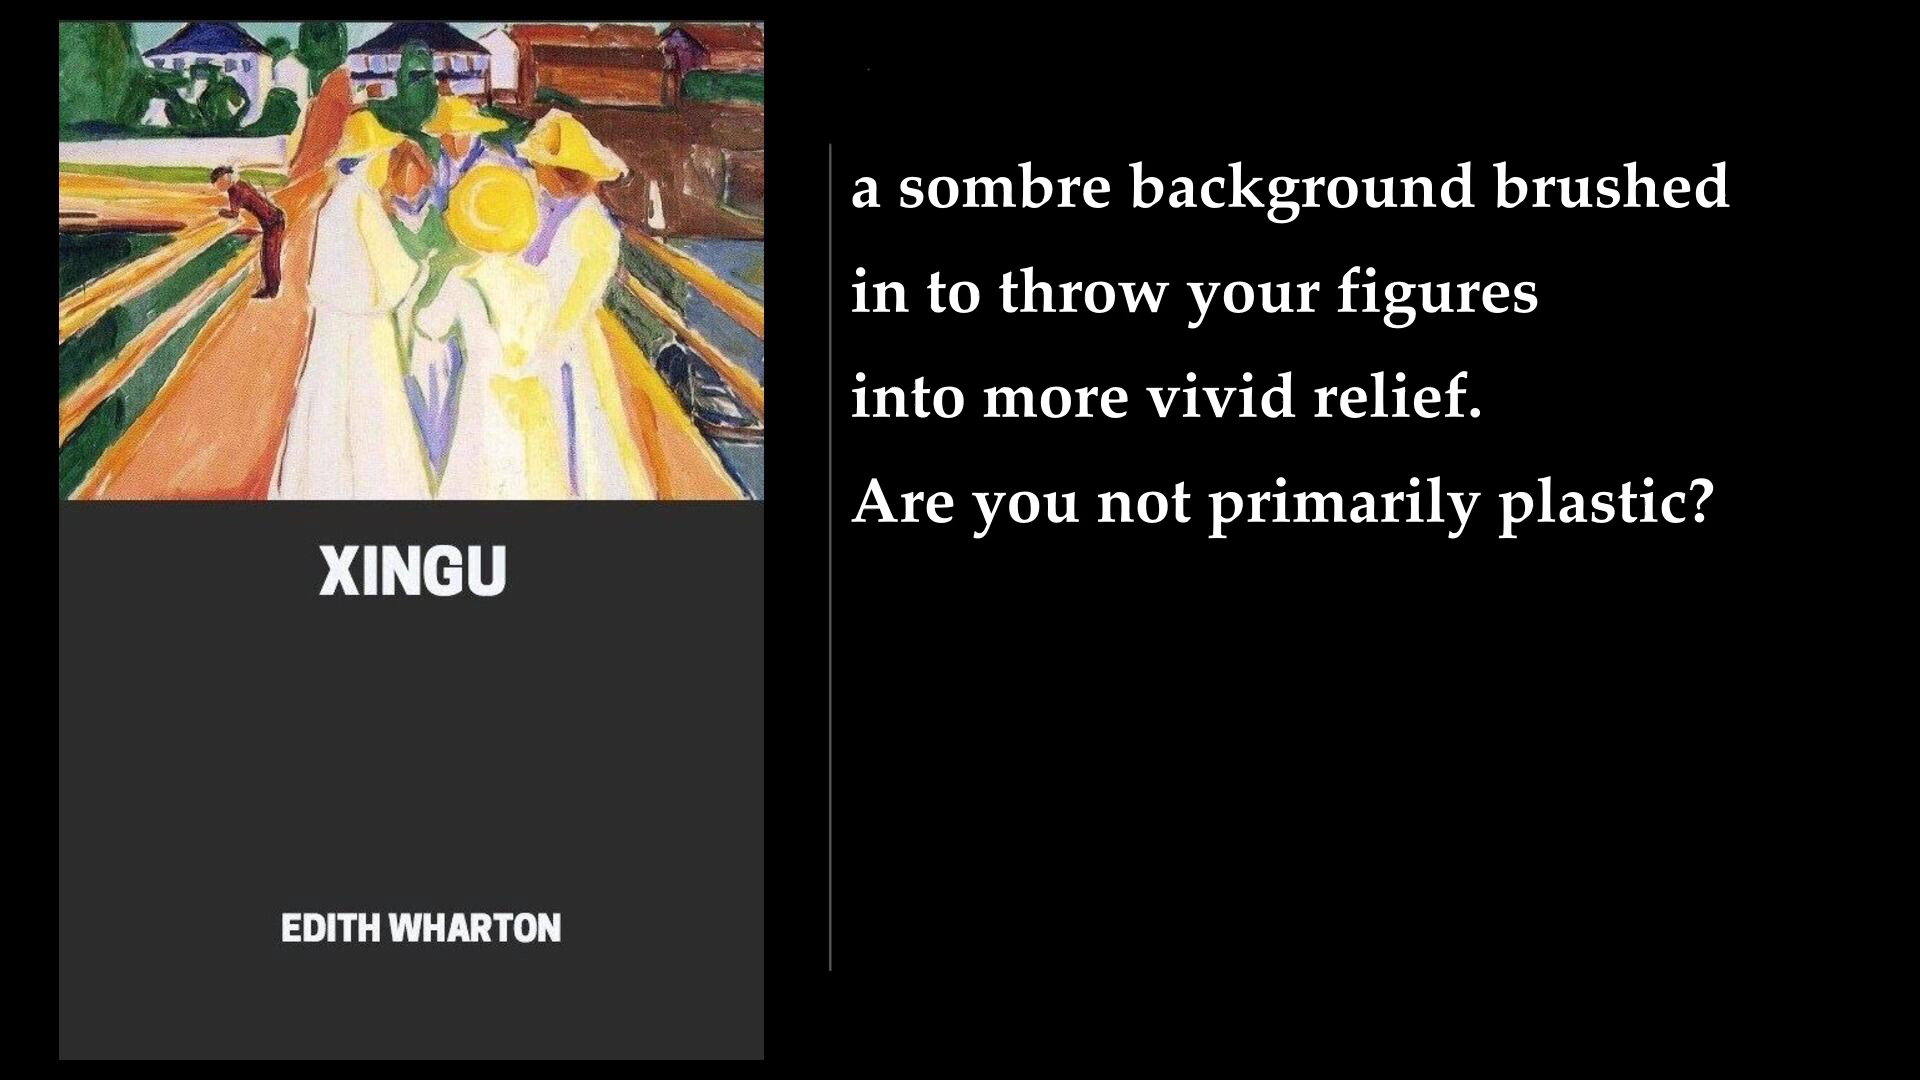 XINGU
EDITH WHARTON
a sombre background brushed
in to throw your figures
into more vivid relief.
Are you not primarily plastic?